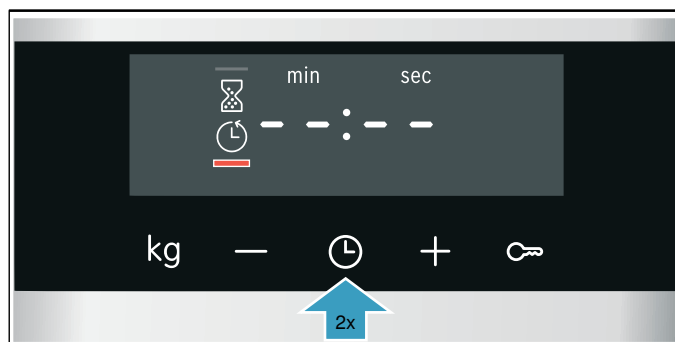 min sec
– – : – –
kg — +
2x